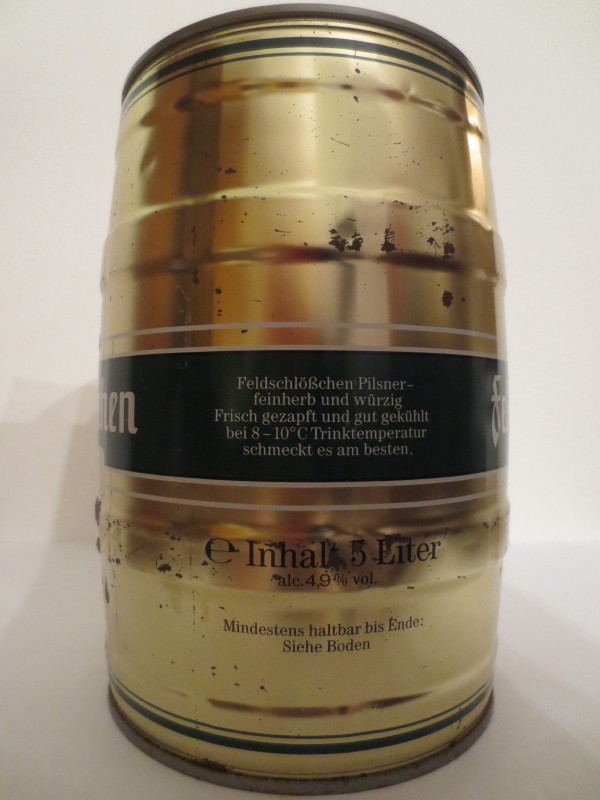 Feldschlößchen Pilsner–
feinherb und würzig
Frisch gezapft und gut gekühlt
bei 8–10°C Trinktemperatur
schmeckt es am besten.
℮ Inhalt 5 Liter
alc. 4,9% vol.
Mindestens haltbar bis Ende:
Siehe Boden